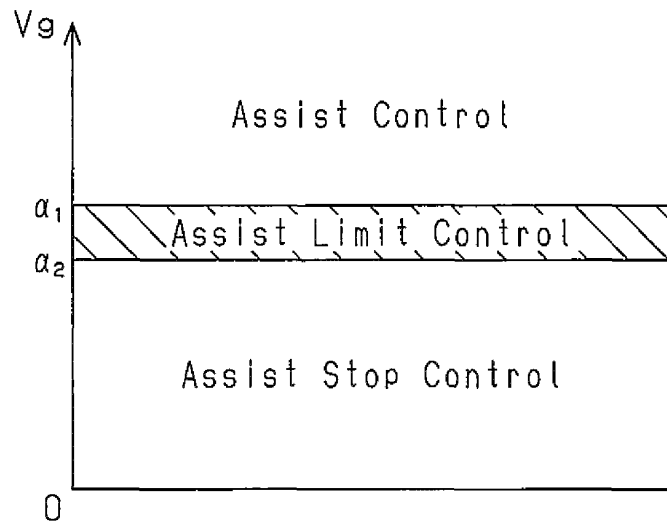 Vg
Assist Control
α1
Assist Limit Control
α2
Assist Stop Control
0